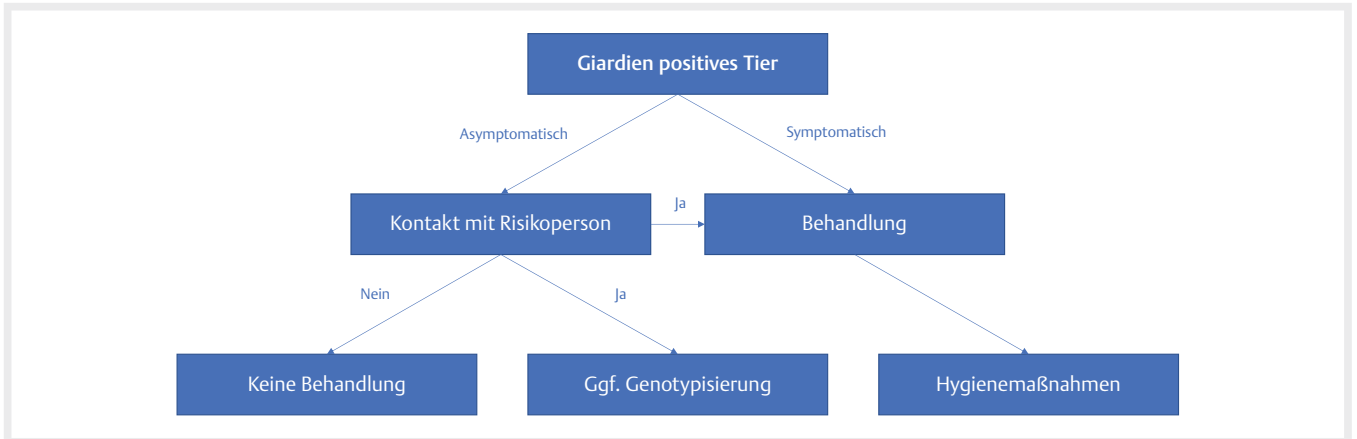 Giardien positives Tier
Asymptomatisch
Symptomatisch
Kontakt mit Risikoperson
Ja
Behandlung
Nein
Ja
Keine Behandlung
Ggf. Genotypisierung
Hygienemaßnahmen